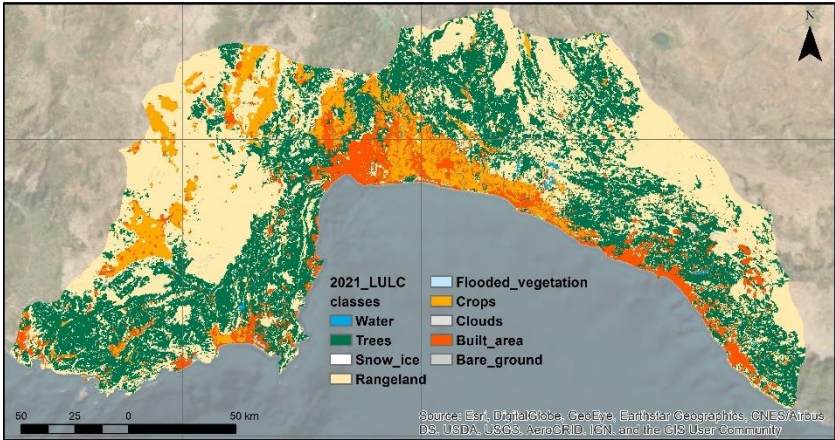 N
2021_LULC
classes
Water
Trees
Snow_ice
Rangeland
Flooded_vegetation
Crops
Clouds
Built_area
Bare_ground
50 25 0 50 km
Source: Esri, DigitalGlobe, GeoEye, Earthstar Geographics, CNES/Airbus
DS, USDA, USGS, AeroGRID, IGN, and the GIS User Community